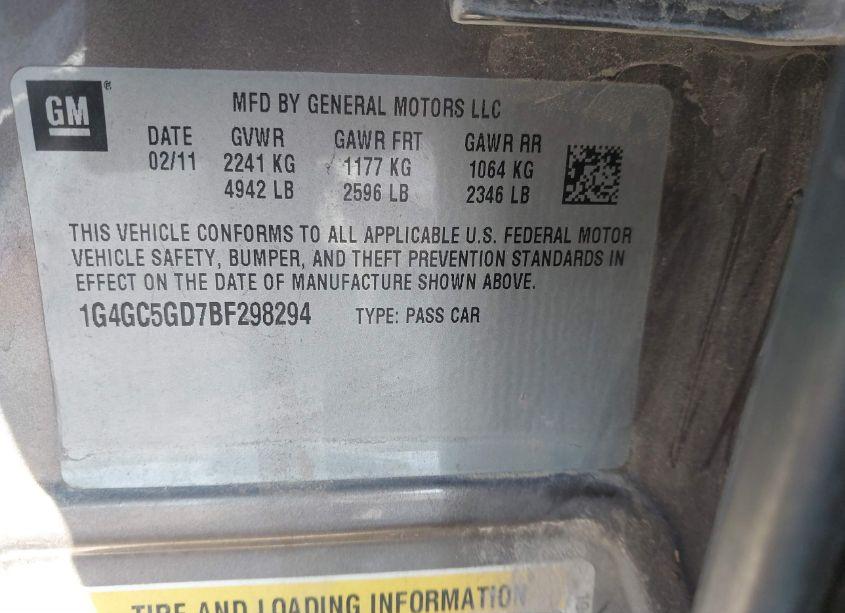 GM
MFD BY GENERAL MOTORS LLC
DATE GVWR GAWR FRT GAWR RR
02/11 2241 KG 1177 KG 1064 KG
4942 LB 2596 LB 2346 LB
THIS VEHICLE CONFORMS TO ALL APPLICABLE U.S. FEDERAL MOTOR
VEHICLE SAFETY, BUMPER, AND THEFT PREVENTION STANDARDS IN
EFFECT ON THE DATE OF MANUFACTURE SHOWN ABOVE.
1G4GC5GD7BF298294 TYPE: PASS CAR
TIRE AND LOADING INFORMATION